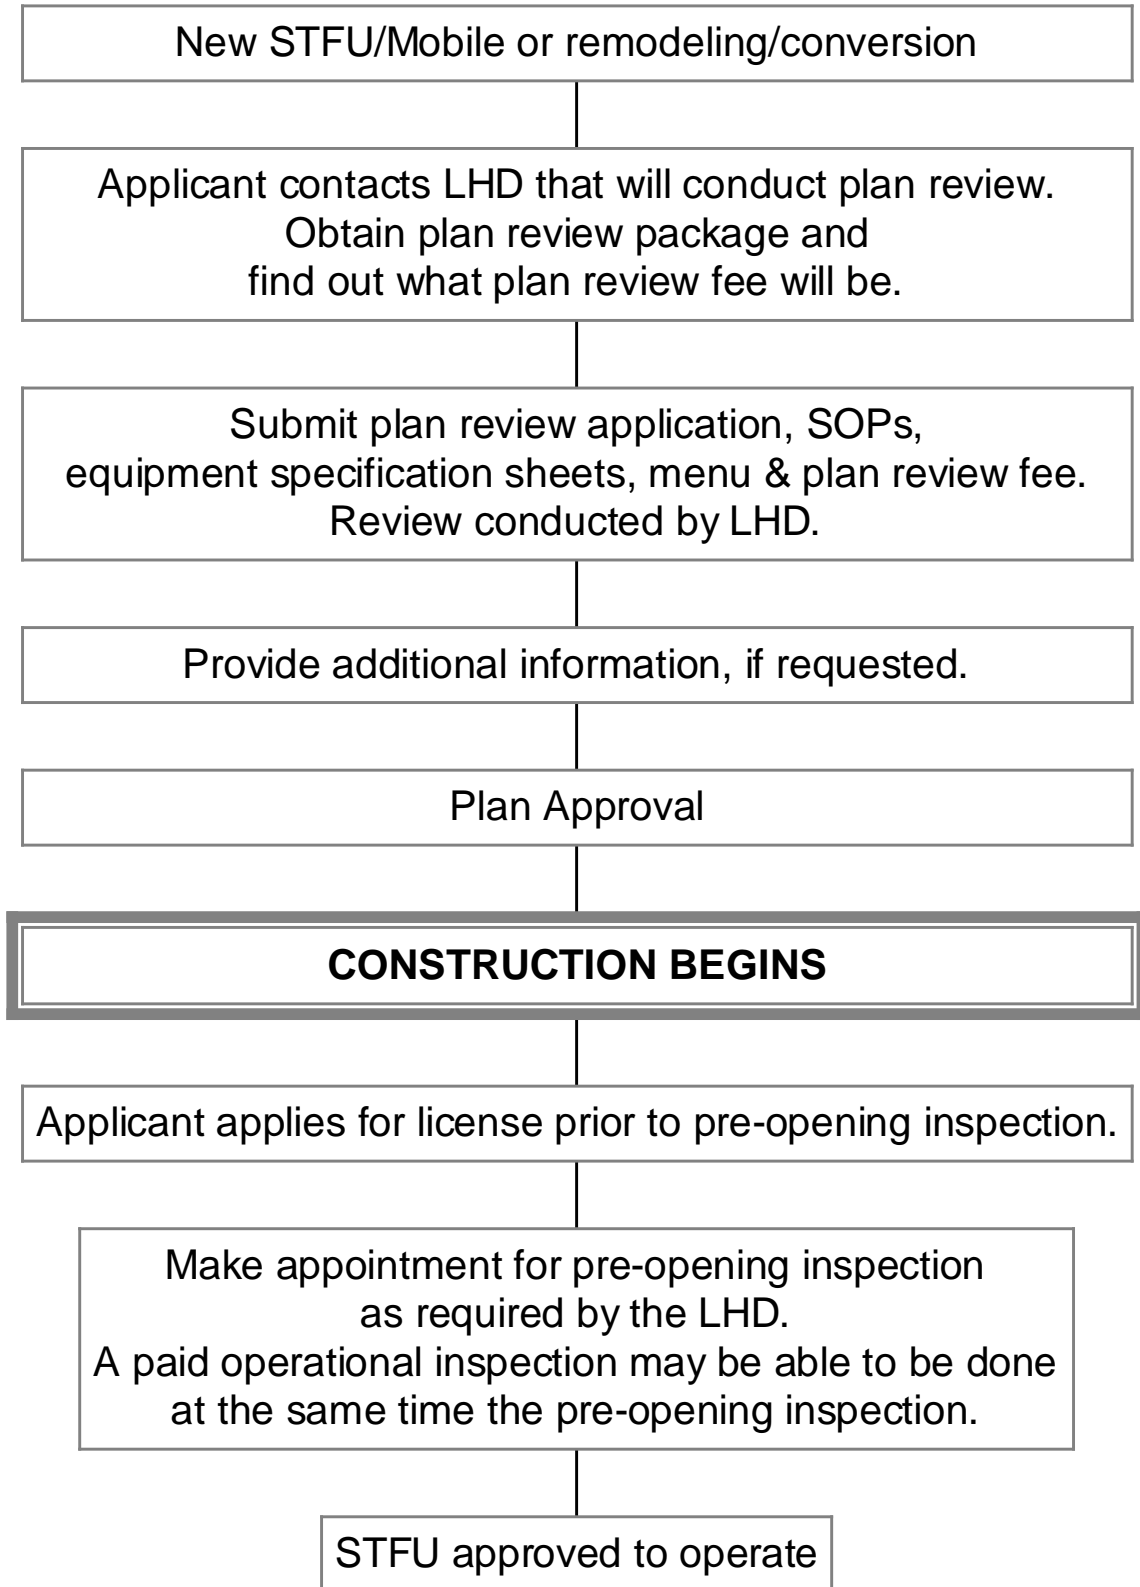 New STFU/Mobile or remodeling/conversion
Applicant contacts LHD that will conduct plan review.
Obtain plan review package and
find out what plan review fee will be.
Submit plan review application, SOPs,
equipment specification sheets, menu & plan review fee.
Review conducted by LHD.
Provide additional information, if requested.
Plan Approval
CONSTRUCTION BEGINS
Applicant applies for license prior to pre-opening inspection.
Make appointment for pre-opening inspection
as required by the LHD.
A paid operational inspection may be able to be done
at the same time the pre-opening inspection.
STFU approved to operate